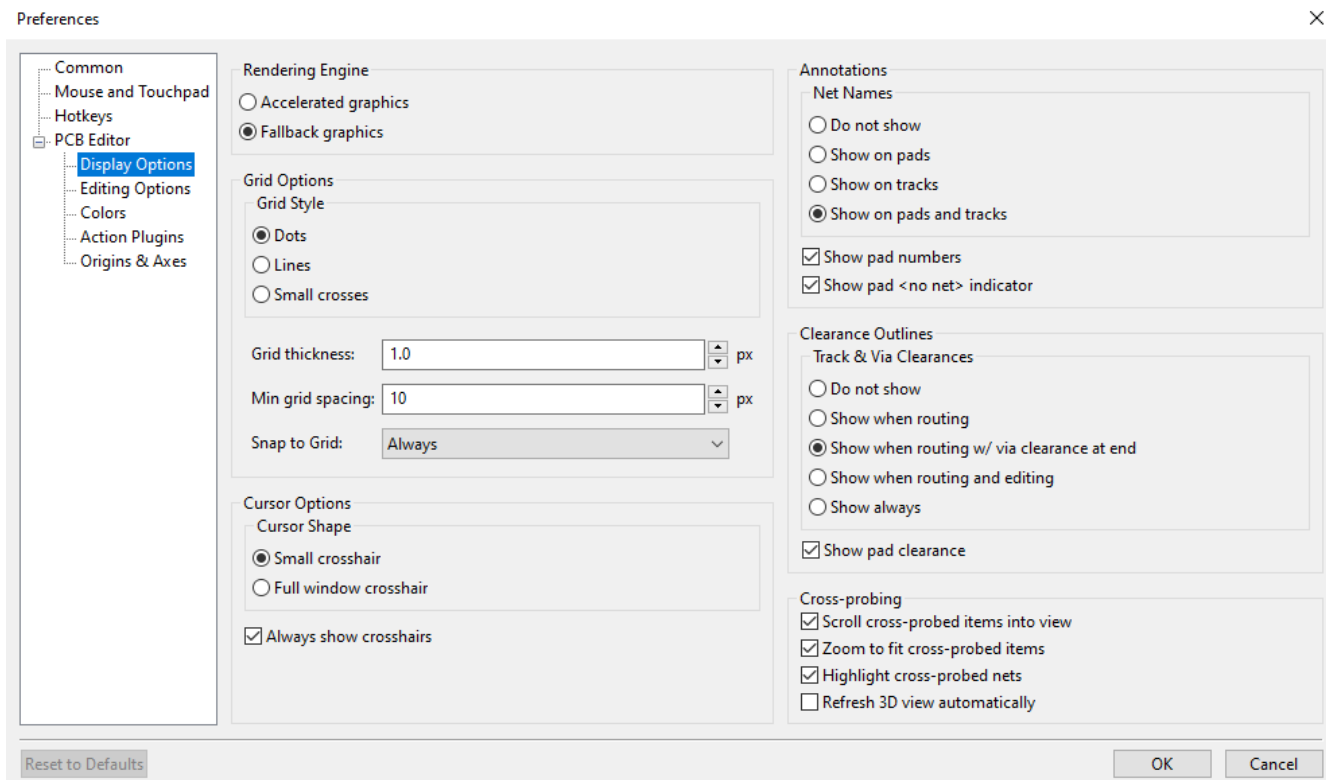 Preferences
Common
Mouse and Touchpad
Hotkeys
PCB Editor
Display Options
Editing Options
Colors
Action Plugins
Origins & Axes
Rendering Engine
Accelerated graphics
Fallback graphics
Grid Options
Grid Style
Dots
Lines
Small crosses
Grid thickness: 1.0 px
Min grid spacing: 10 px
Snap to Grid: Always
Cursor Options
Cursor Shape
Small crosshair
Full window crosshair
Always show crosshairs
Annotations
Net Names
Do not show
Show on pads
Show on tracks
Show on pads and tracks
Show pad numbers
Show pad <no net> indicator
Clearance Outlines
Track & Via Clearances
Do not show
Show when routing
Show when routing w/ via clearance at end
Show when routing and editing
Show always
Show pad clearance
Cross-probing
Scroll cross-probed items into view
Zoom to fit cross-probed items
Highlight cross-probed nets
Refresh 3D view automatically
Reset to Defaults
OK
Cancel